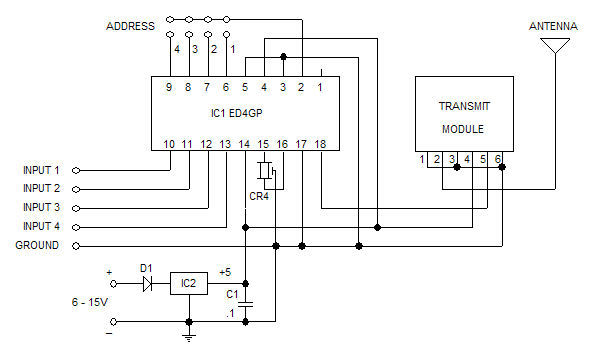 ADDRESS
ANTENNA
4 3 2 1
9 8 7 6 5 4 3 2 1
IC1 ED4GP
10 11 12 13 14 15 16 17 18
TRANSMIT
MODULE
1 2 3 4 5 6
INPUT 1
INPUT 2
INPUT 3
INPUT 4
GROUND
CR4
D1
+
IC2
+5
6 - 15V
C1
.1
–